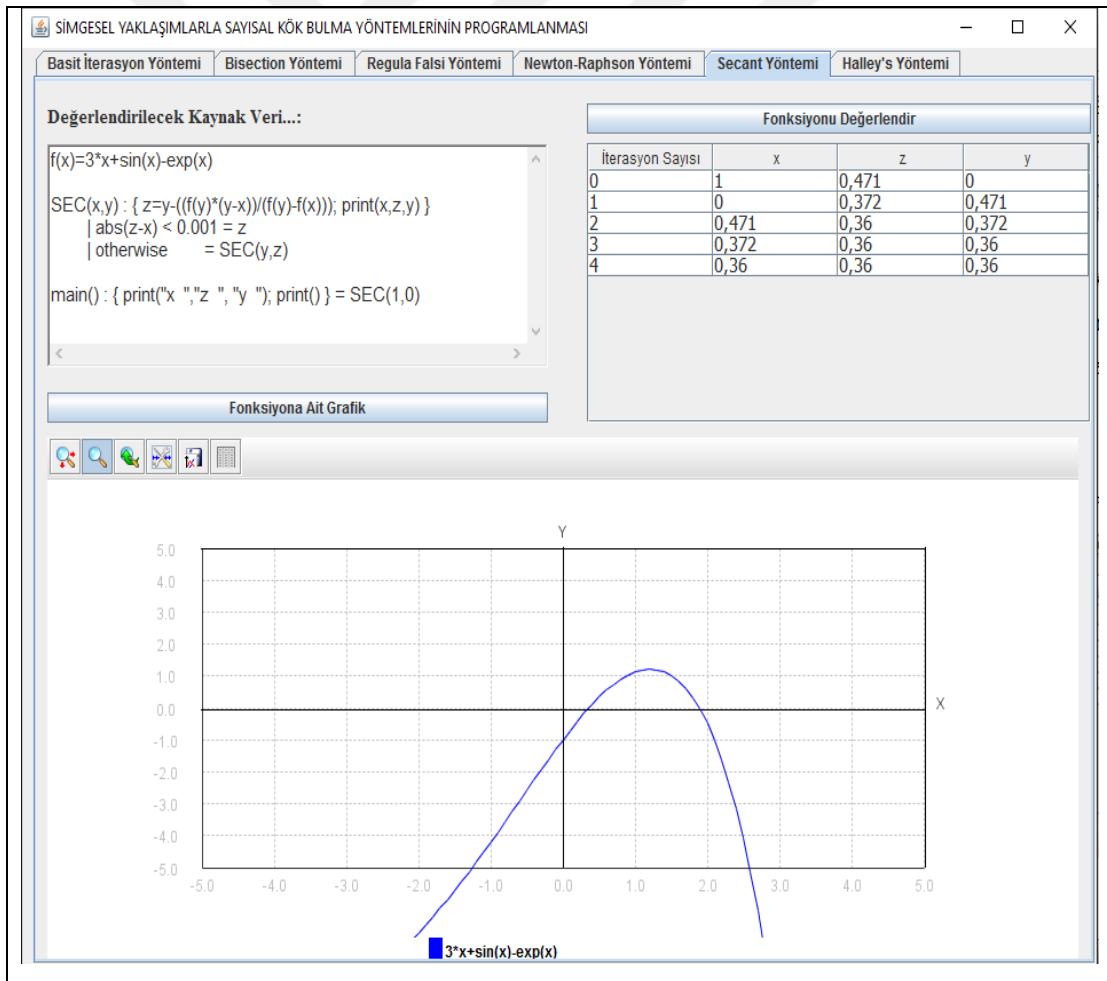 SİMGESEL YAKLAŞIMLARLA SAYISAL KÖK BULMA YÖNTEMLERİNİN PROGRAMLANMASI
Basit İterasyon Yöntemi Bisection Yöntemi Regula Falsi Yöntemi Newton-Raphson Yöntemi Secant Yöntemi Halley's Yöntemi
Değerlendirilecek Kaynak Veri...:
f(x)=3*x+sin(x)-exp(x)
SEC(x,y) : { z=y-((f(y)*(y-x))/(f(y)-f(x))); print(x,z,y) }
| abs(z-x) < 0.001 = z
| otherwise = SEC(y,z)
main() : { print("x ","z ", "y "); print() } = SEC(1,0)
Fonksiyona Ait Grafik
Fonksiyonu Değerlendir
İterasyon Sayısı x z y
0 1 0,471 0
1 0 0,372 0,471
2 0,471 0,36 0,372
3 0,372 0,36 0,36
4 0,36 0,36 0,36
Y
5.0
4.0
3.0
2.0
1.0
0.0
X
-1.0
-2.0
-3.0
-4.0
-5.0
-5.0 -4.0 -3.0 -2.0 -1.0 0.0 1.0 2.0 3.0 4.0 5.0
3*x+sin(x)-exp(x)